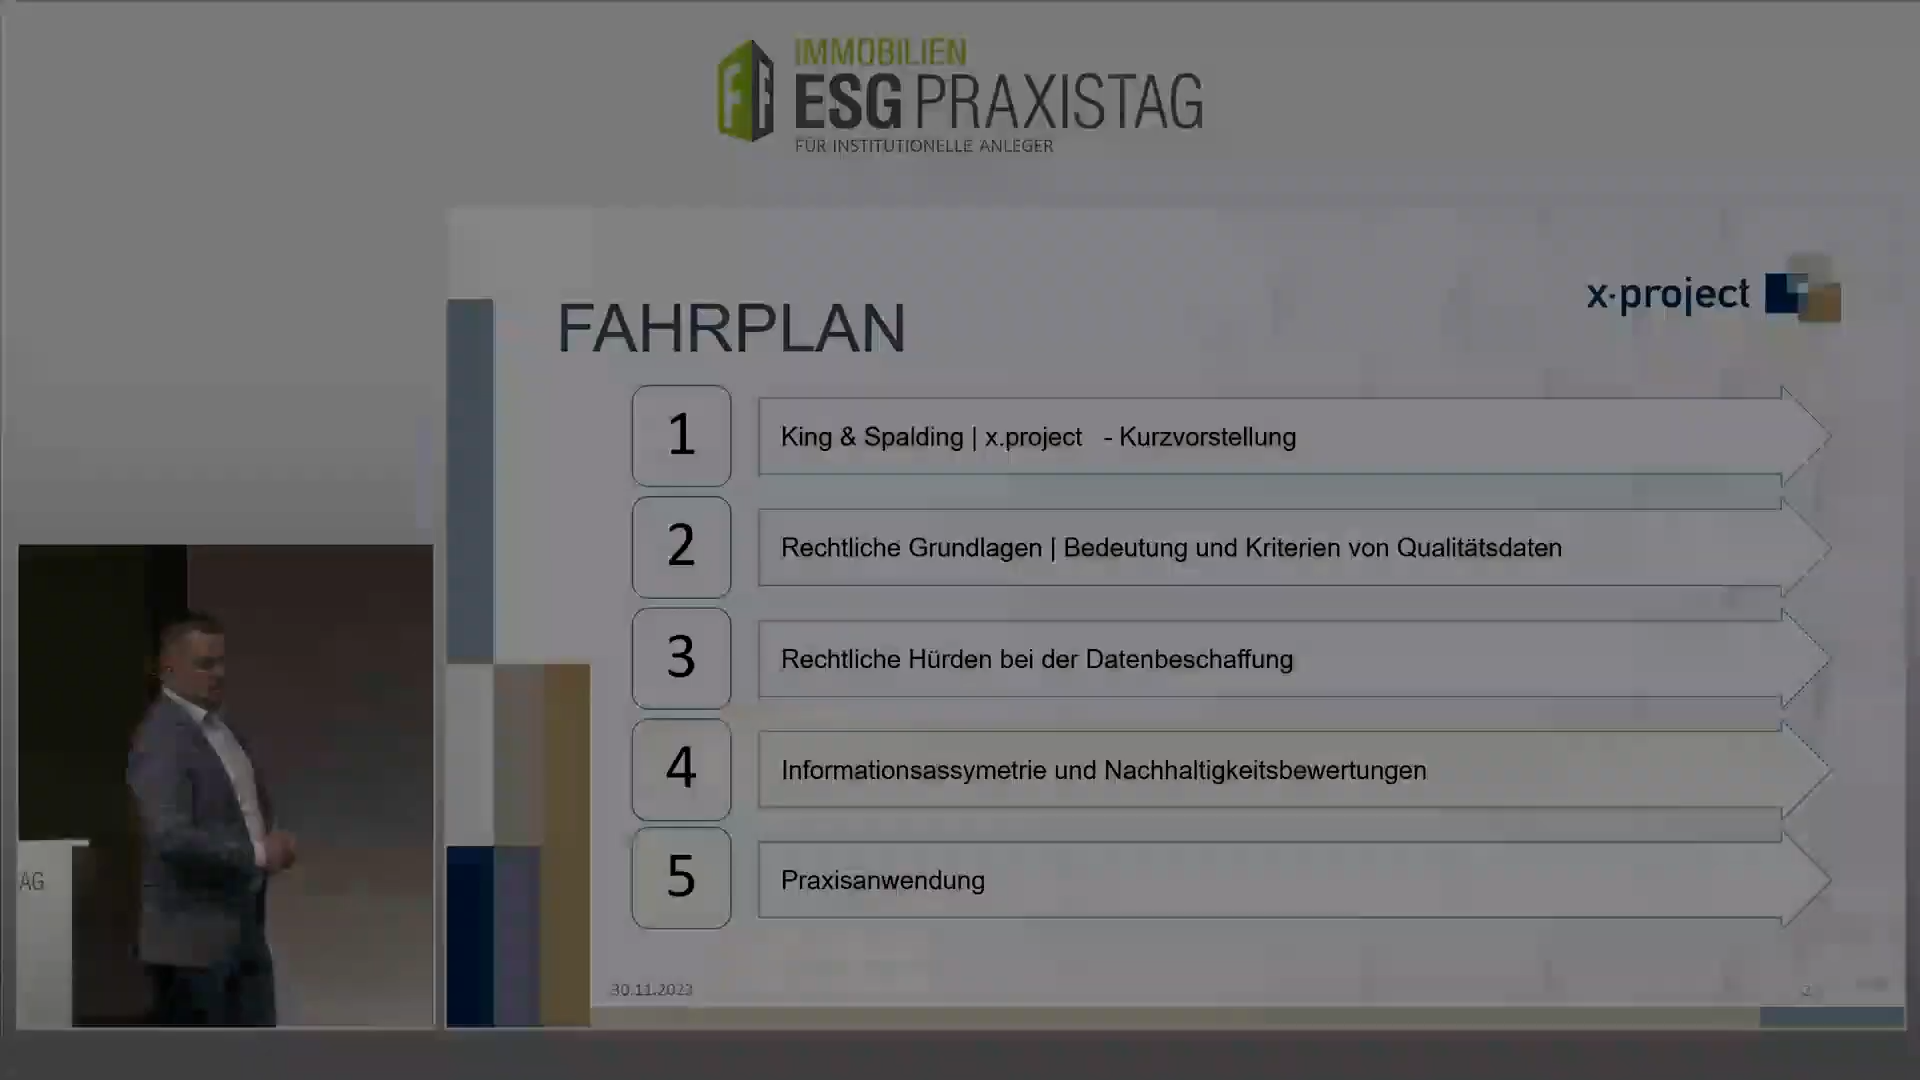 IMMOBILIEN
ESG PRAXISTAG
FÜR INSTITUTIONELLE ANLEGER
x·project
FAHRPLAN
1
King & Spalding | x.project - Kurzvorstellung
2
Rechtliche Grundlagen | Bedeutung und Kriterien von Qualitätsdaten
3
Rechtliche Hürden bei der Datenbeschaffung
4
Informationsassymetrie und Nachhaltigkeitsbewertungen
5
Praxisanwendung
AG
30.11.2023
2